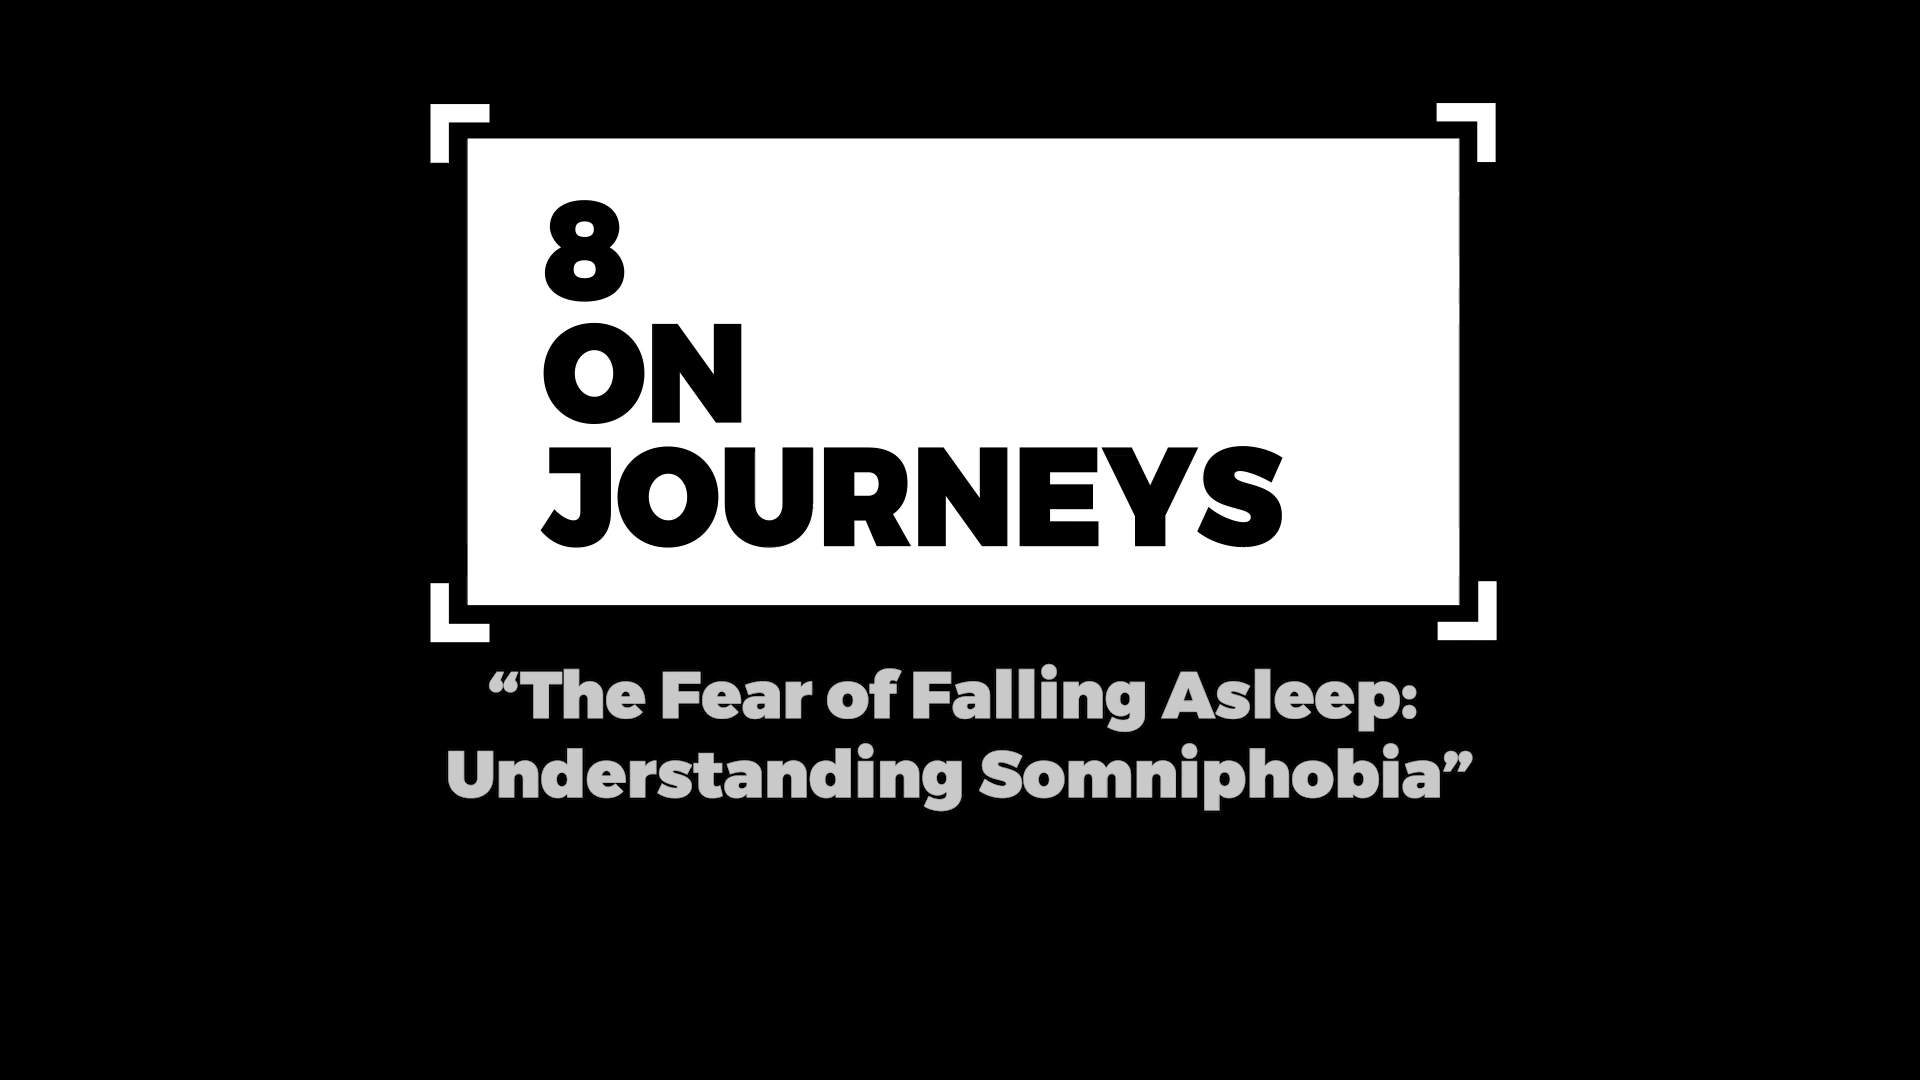 8
ON
JOURNEYS
“The Fear of Falling Asleep:
Understanding Somniphobia”